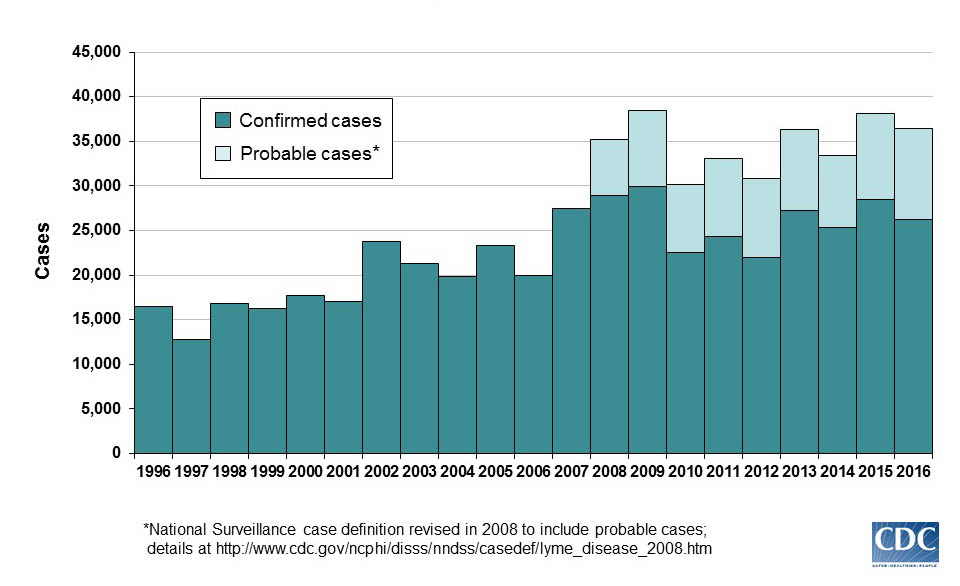 45,000
40,000
35,000
30,000
25,000
20,000
15,000
10,000
5,000
0
Cases
Confirmed cases
Probable cases*
1996 1997 1998 1999 2000 2001 2002 2003 2004 2005 2006 2007 2008 2009 2010 2011 2012 2013 2014 2015 2016
*National Surveillance case definition revised in 2008 to include probable cases;
details at http://www.cdc.gov/ncphi/disss/nndss/casedef/lyme_disease_2008.htm
CDC
SAFER·HEALTHIER·PEOPLE